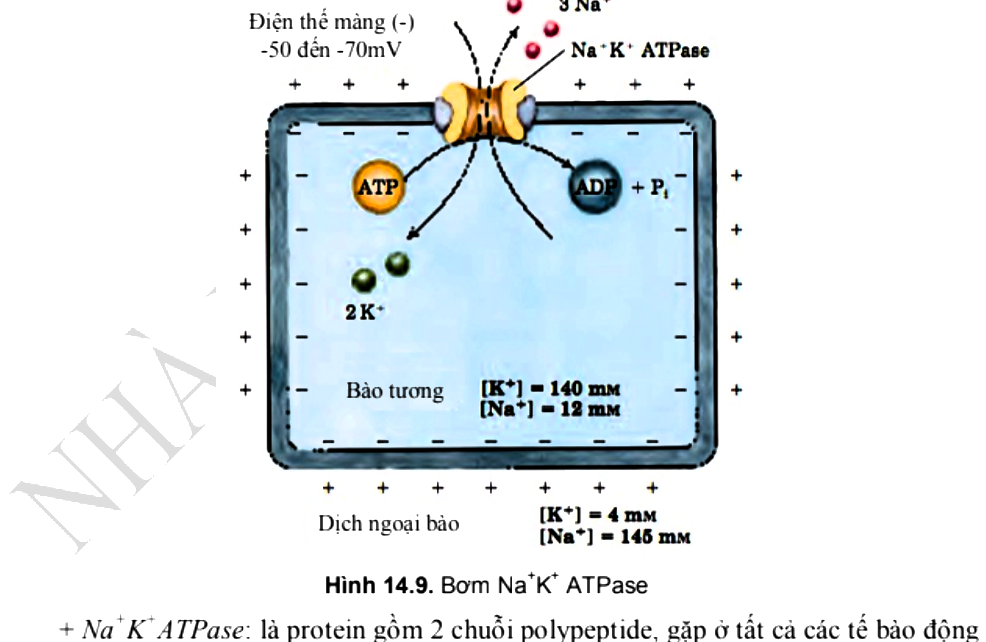 3 Na⁺
Điện thế màng (-)
-50 đến -70mV
Na⁺K⁺ ATPase
ATP
ADP + Pᵢ
2 K⁺
Bào tương
[K⁺] = 140 mM
[Na⁺] = 12 mM
Dịch ngoại bào
[K⁺] = 4 mM
[Na⁺] = 145 mM
NHÀ
Hình 14.9. Bơm Na⁺K⁺ ATPase
+ Na⁺K⁺ATPase: là protein gồm 2 chuỗi polypeptide, gặp ở tất cả các tế bào động